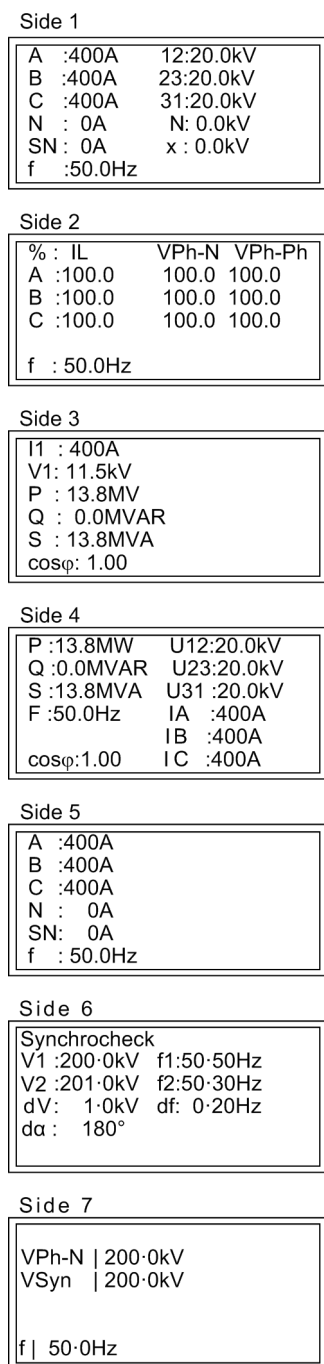 Side 1
A :400A 12:20.0kV
B :400A 23:20.0kV
C :400A 31:20.0kV
N : 0A N: 0.0kV
SN : 0A x : 0.0kV
f :50.0Hz
Side 2
% : IL VPh-N VPh-Ph
A :100.0 100.0 100.0
B :100.0 100.0 100.0
C :100.0 100.0 100.0
f : 50.0Hz
Side 3
I1 : 400A
V1: 11.5kV
P : 13.8MV
Q : 0.0MVAR
S : 13.8MVA
cosφ: 1.00
Side 4
P :13.8MW U12:20.0kV
Q :0.0MVAR U23:20.0kV
S :13.8MVA U31 :20.0kV
F :50.0Hz IA :400A
IB :400A
cosφ:1.00 IC :400A
Side 5
A :400A
B :400A
C :400A
N : 0A
SN: 0A
f : 50.0Hz
Side 6
Synchrocheck
V1 :200·0kV f1:50·50Hz
V2 :201·0kV f2:50·30Hz
dV: 1·0kV df: 0·20Hz
dα : 180°
Side 7
VPh-N | 200·0kV
VSyn | 200·0kV
f | 50·0Hz